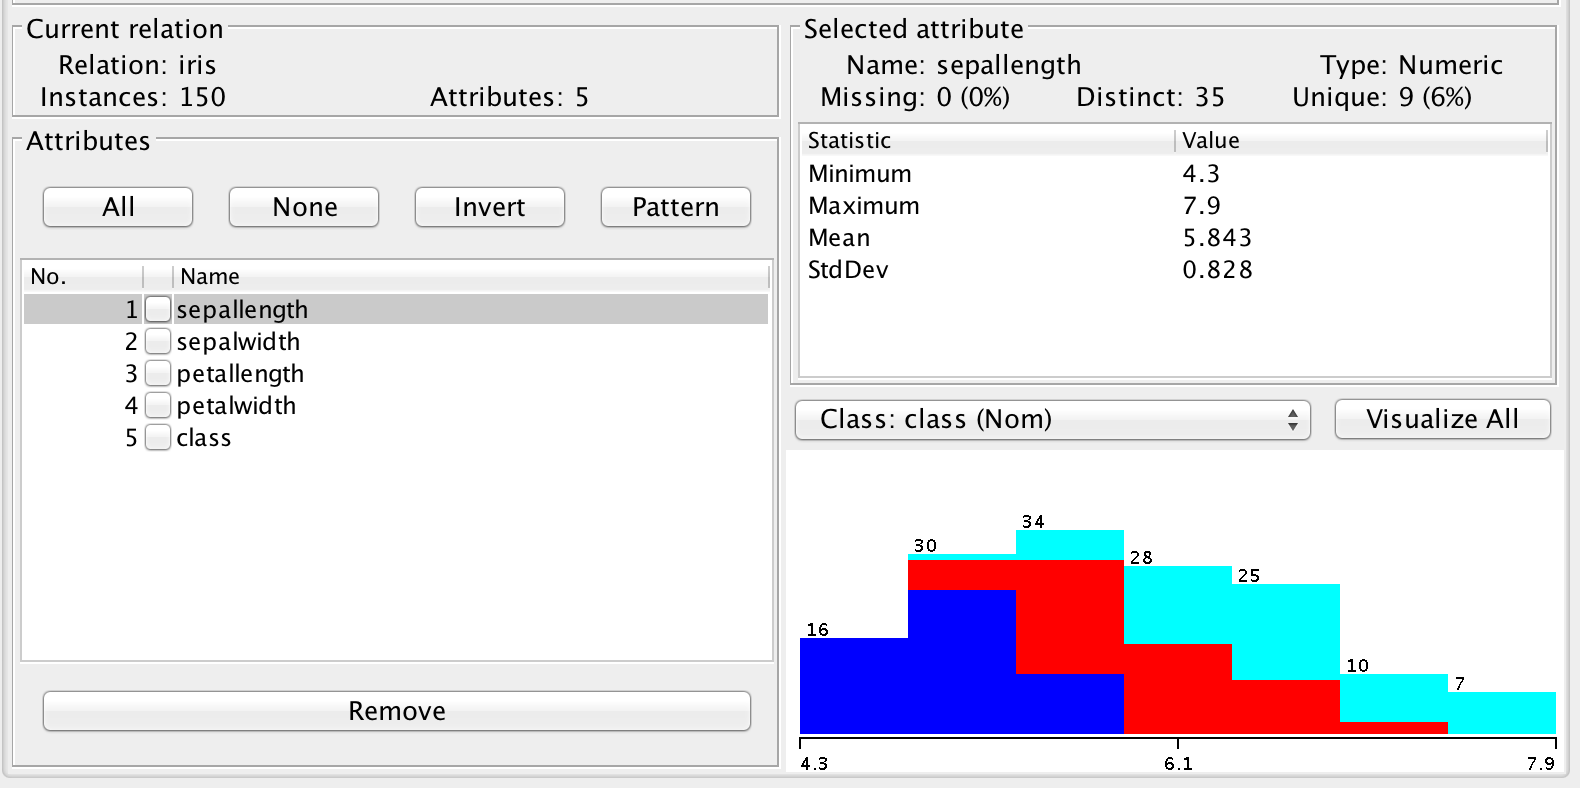 Current relation
Relation: iris
Instances: 150 Attributes: 5
Attributes
All None Invert Pattern
No. Name
1 sepallength
2 sepalwidth
3 petallength
4 petalwidth
5 class
Remove
Selected attribute
Name: sepallength Type: Numeric
Missing: 0 (0%) Distinct: 35 Unique: 9 (6%)
Statistic Value
Minimum 4.3
Maximum 7.9
Mean 5.843
StdDev 0.828
Class: class (Nom) Visualize All
34
30
28
25
16
10
7
4.3 6.1 7.9